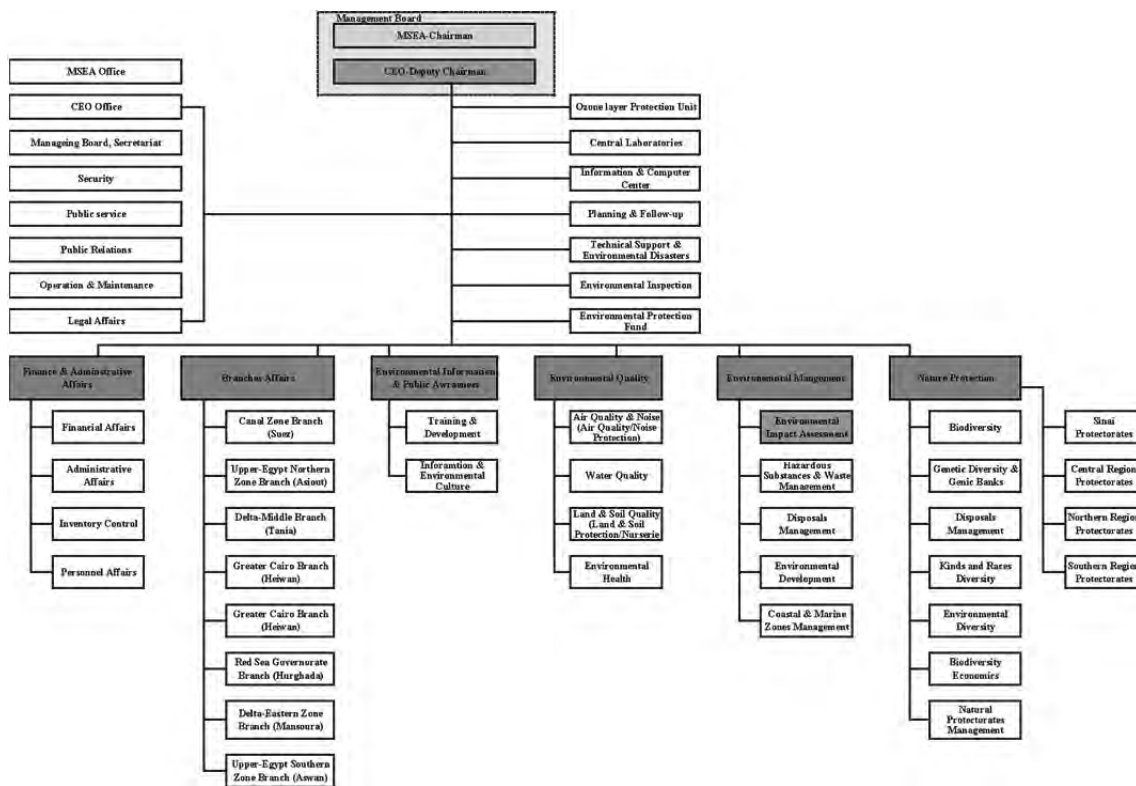 Management Board
MSEA-Chairman
CEO-Deputy Chairman
MSEA Office
CEO Office
Manageing Board, Secretariat
Security
Public service
Public Relations
Operation & Maintenance
Legal Affairs
Ozone layer Protection Unit
Central Laboratories
Information & Computer
Center
Planning & Follow-up
Technical Support &
Environmental Disasters
Environmental Inspection
Environmental Protection
Fund
Finance & Adminstrative
Affairs
Financial Affairs
Administrative
Affairs
Inventory Control
Personnel Affairs
Branches Affairs
Canal Zone Branch
(Suez)
Upper-Egypt Northern
Zone Branch (Asiout)
Delta-Middle Branch
(Tania)
Greater Cairo Branch
(Heiwan)
Greater Cairo Branch
(Heiwan)
Red Sea Governorate
Branch (Hurghada)
Delta-Eastern Zone
Branch (Mansoura)
Upper-Egypt Southern
Zone Branch (Aswan)
Environmental Information
& Public Awarness
Training &
Development
Inforamtion &
Environmental
Culture
Environmental Quality
Air Quality & Noise
(Air Quality/Noise
Protection)
Water Quality
Land & Soil Quality
(Land & Soil
Protection/Nurserie
Environmental
Health
Environmental Mangement
Environmental
Impact Assessment
Hazardous
Substances & Waste
Management
Disposals
Management
Environmental
Development
Coastal & Marine
Zones Management
Nature Protection
Biodiversity
Genetic Diversity &
Genic Banks
Disposals
Management
Kinds and Races
Diversity
Environmental
Diversity
Biodiversity
Economics
Natural
Protectorates
Management
Sinai
Protectorates
Central Region
Protectorates
Northern Region
Protectorates
Southern Region
Protectorates